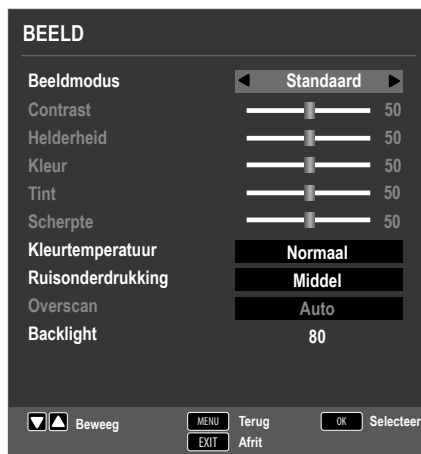 BEELD
Beeldmodus Standaard
Contrast 50
Helderheid 50
Kleur 50
Tint 50
Scherpte 50
Kleurtemperatuur Normaal
Ruisonderdrukking Middel
Overscan Auto
Backlight 80
Beweeg MENU Terug OK Selecteer
EXIT Afrit